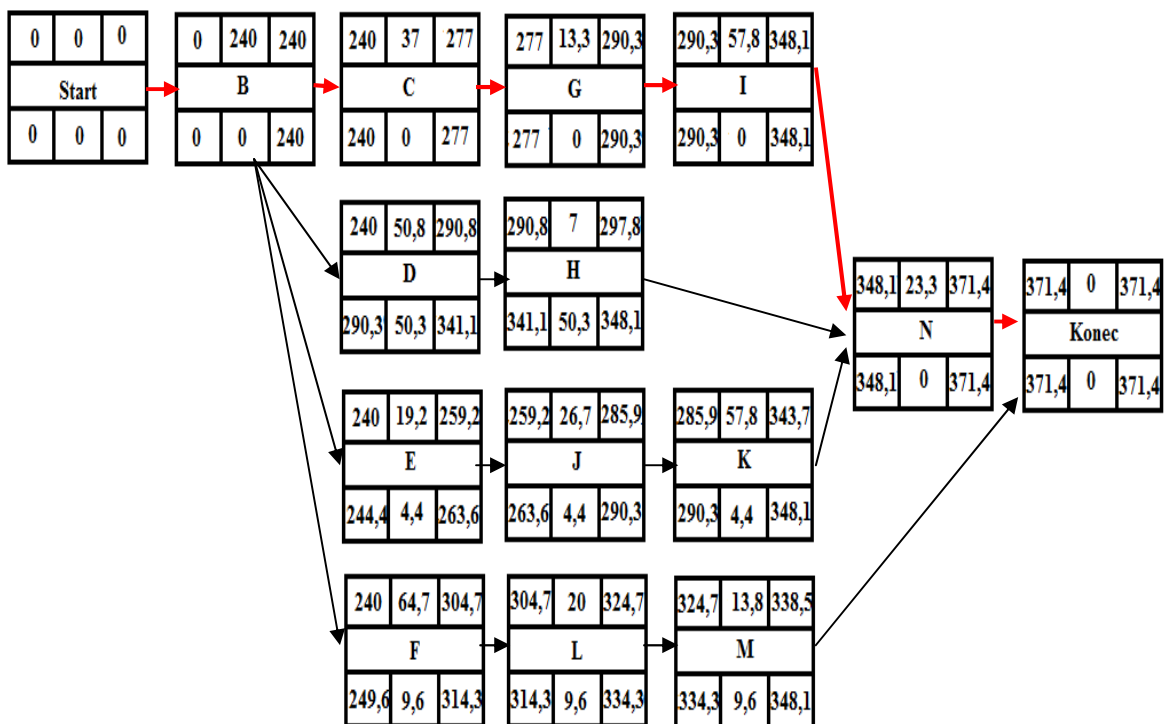 0 0 0
Start
0 0 0
0 240 240
B
0 0 240
240 37 277
C
240 0 277
277 13,3 290,3
G
277 0 290,3
290,3 57,8 348,1
I
290,3 0 348,1
240 50,8 290,8
D
290,3 50,3 341,1
290,8 7 297,8
H
341,1 50,3 348,1
348,1 23,3 371,4
N
348,1 0 371,4
371,4 0 371,4
Konec
371,4 0 371,4
240 19,2 259,2
E
244,4 4,4 263,6
259,2 26,7 285,9
J
263,6 4,4 290,3
285,9 57,8 343,7
K
290,3 4,4 348,1
240 64,7 304,7
F
249,6 9,6 314,3
304,7 20 324,7
L
314,3 9,6 334,3
324,7 13,8 338,5
M
334,3 9,6 348,1